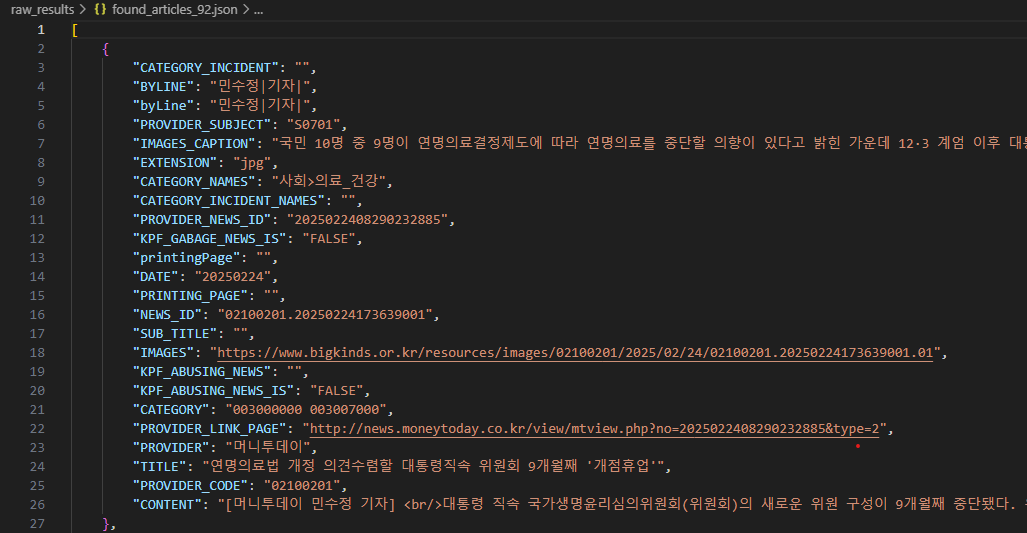 raw_results > {} found_articles_92.json > ...
1 [
2 {
3 "CATEGORY_INCIDENT": "",
4 "BYLINE": "민수정|기자|",
5 "byLine": "민수정|기자|",
6 "PROVIDER_SUBJECT": "S0701",
7 "IMAGES_CAPTION": "국민 10명 중 9명이 연명의료결정제도에 따라 연명의료를 중단할 의향이 있다고 밝힌 가운데 12·3 계엄 이후
8 "EXTENSION": "jpg",
9 "CATEGORY_NAMES": "사회>의료_건강",
10 "CATEGORY_INCIDENT_NAMES": "",
11 "PROVIDER_NEWS_ID": "2025022408290232885",
12 "KPF_GABAGE_NEWS_IS": "FALSE",
13 "printingPage": "",
14 "DATE": "20250224",
15 "PRINTING_PAGE": "",
16 "NEWS_ID": "02100201.20250224173639001",
17 "SUB_TITLE": "",
18 "IMAGES": "https://www.bigkinds.or.kr/resources/images/02100201/2025/02/24/02100201.20250224173639001.01",
19 "KPF_ABUSING_NEWS": "",
20 "KPF_ABUSING_NEWS_IS": "FALSE",
21 "CATEGORY": "003000000 003007000",
22 "PROVIDER_LINK_PAGE": "http://news.moneytoday.co.kr/view/mtview.php?no=2025022408290232885&type=2",
23 "PROVIDER": "머니투데이",
24 "TITLE": "연명의료법 개정 의견수렴할 대통령직속 위원회 9개월째 '개점휴업'",
25 "PROVIDER_CODE": "02100201",
26 "CONTENT": "[머니투데이 민수정 기자] <br/>대통령 직속 국가생명윤리심의위원회(위원회)의 새로운 위원 구성이 9개월째 중단됐다.
27 },